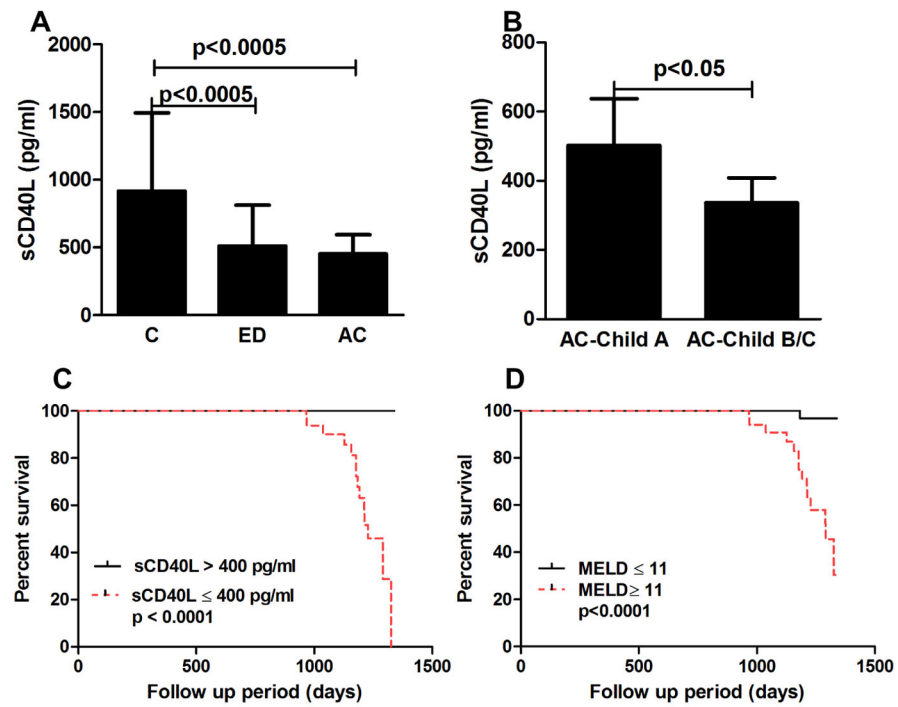 A
sCD40L (pg/ml)
2000
1500
1000
500
0
p<0.0005
p<0.0005
C ED AC
B
sCD40L (pg/ml)
800
600
400
200
0
p<0.05
AC-Child A AC-Child B/C
C
Percent survival
100
80
60
40
20
0
sCD40L > 400 pg/ml
sCD40L ≤ 400 pg/ml
p < 0.0001
0 500 1000 1500
Follow up period (days)
D
Percent survival
100
80
60
40
20
0
MELD ≤ 11
MELD≥ 11
p<0.0001
0 500 1000 1500
Follow up period (days)